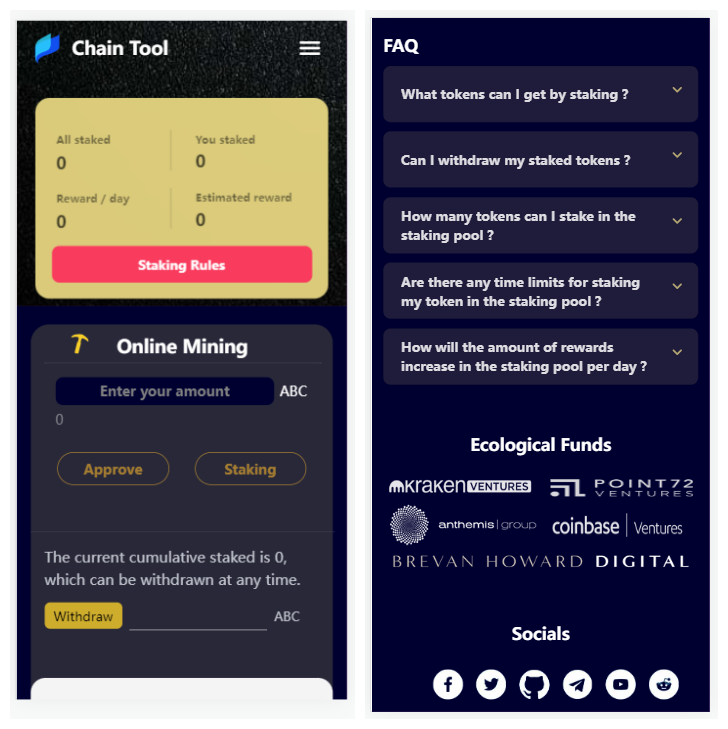 Chain Tool
All staked
0
You staked
0
Reward / day
0
Estimated reward
0
Staking Rules
Online Mining
Enter your amount
ABC
0
Approve
Staking
The current cumulative staked is 0,
which can be withdrawn at any time.
Withdraw
ABC
FAQ
What tokens can I get by staking ?
Can I withdraw my staked tokens ?
How many tokens can I stake in the
staking pool ?
Are there any time limits for staking
my token in the staking pool ?
How will the amount of rewards
increase in the staking pool per day ?
Ecological Funds
kraken VENTURES
POINT72
VENTURES
anthemis | group
coinbase | Ventures
BREVAN HOWARD DIGITAL
Socials